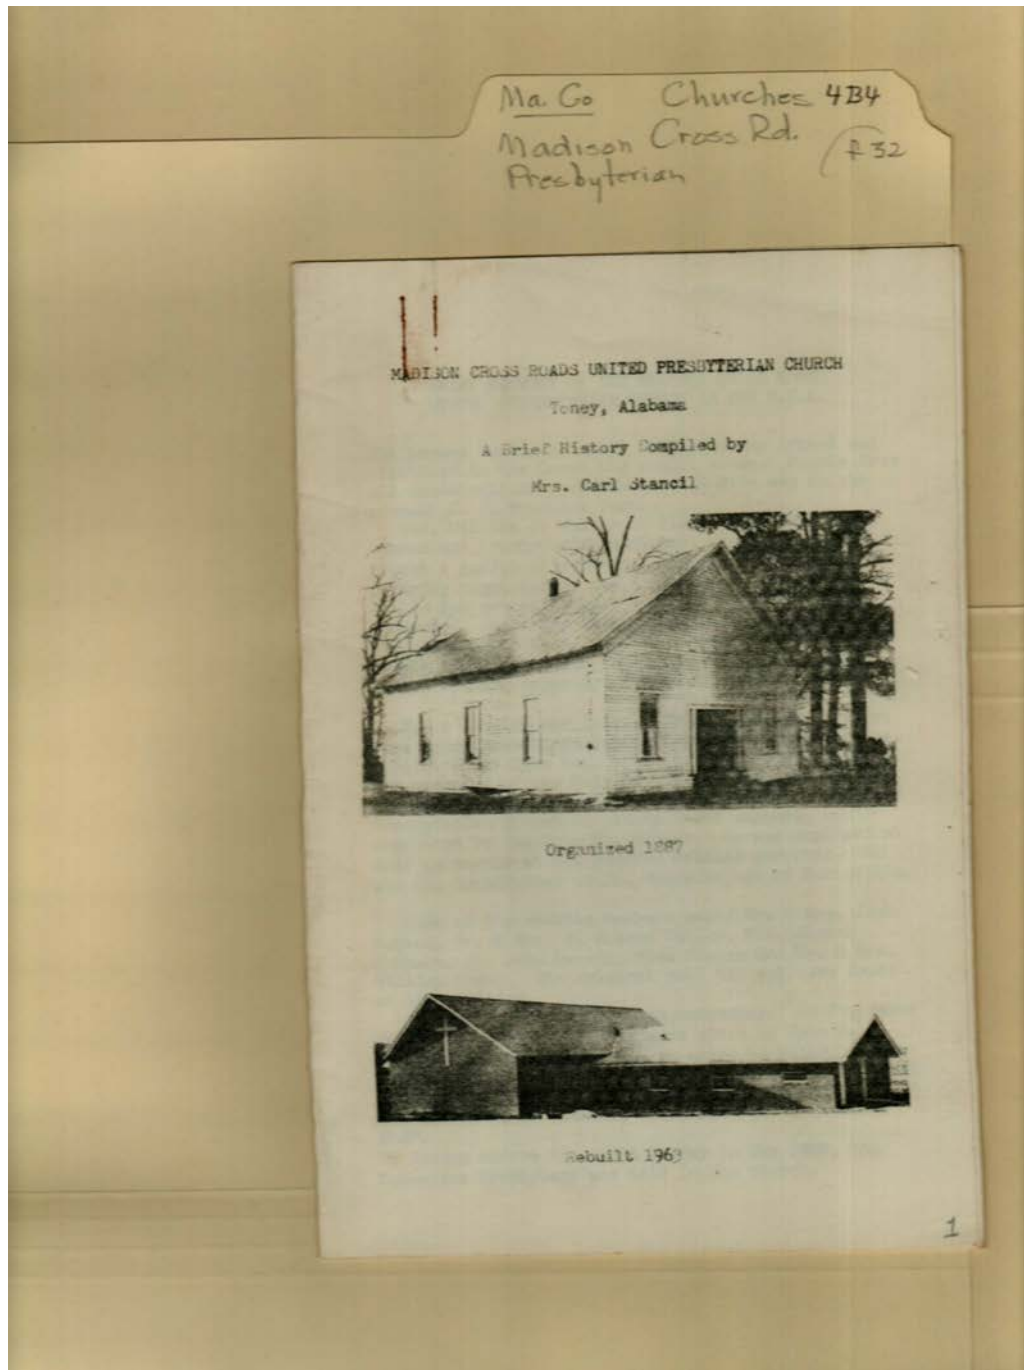 Ma. Co Churches 4B4
Madison Cross Rd.
F32
Presbyterian
MADISON CROSS ROADS UNITED PRESBYTERIAN CHURCH
Toney, Alabama
A Brief History Compiled by
Mrs. Carl Stancil
Organized 1887
Rebuilt 1963
1